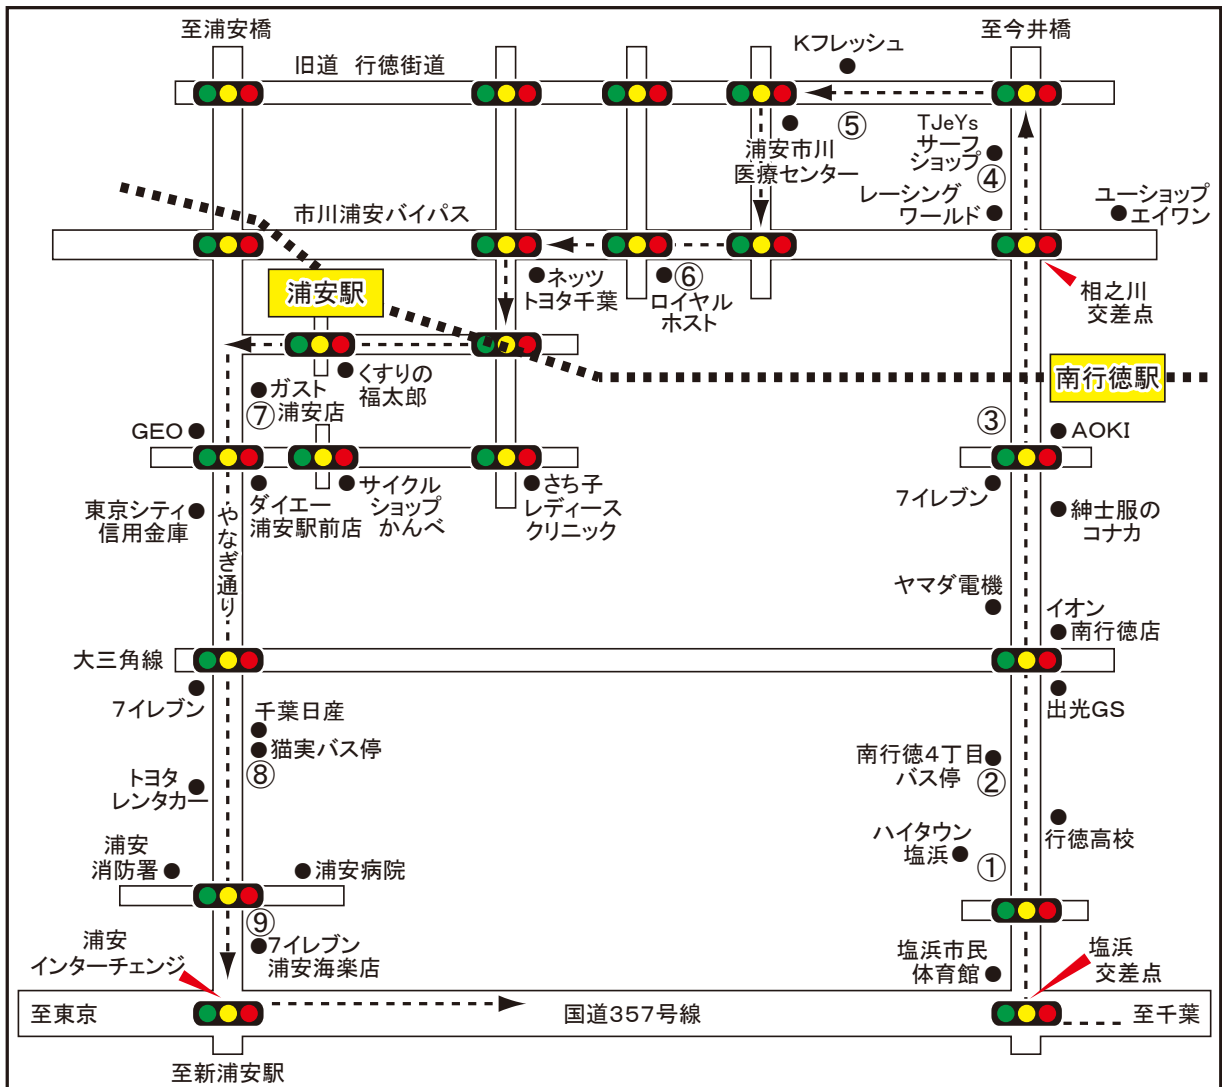 至浦安橋
至今井橋
Kフレッシュ
旧道 行徳街道
⑤
TJeYs
サーフ
ショップ
④
浦安市川
医療センター
レーシング
ワールド
ユーショップ
エイワン
市川浦安バイパス
浦安駅
ネッツ
トヨタ千葉
⑥
ロイヤル
ホスト
相之川
交差点
くすりの
福太郎
ガスト
浦安店
⑦
南行徳駅
③
GEO
AOKI
東京シティ
信用金庫
やなぎ通り
ダイエー
浦安駅前店
サイクル
ショップ
かんべ
さち子
レディース
クリニック
7イレブン
紳士服の
コナカ
ヤマダ電機
イオン
南行徳店
大三角線
7イレブン
千葉日産
猫実バス停
⑧
出光GS
南行徳4丁目
バス停
②
トヨタ
レンタカー
行徳高校
浦安
消防署
浦安病院
ハイタウン
塩浜
①
⑨
7イレブン
浦安海楽店
浦安
インターチェンジ
塩浜市民
体育館
塩浜
交差点
至東京
国道357号線
至千葉
至新浦安駅